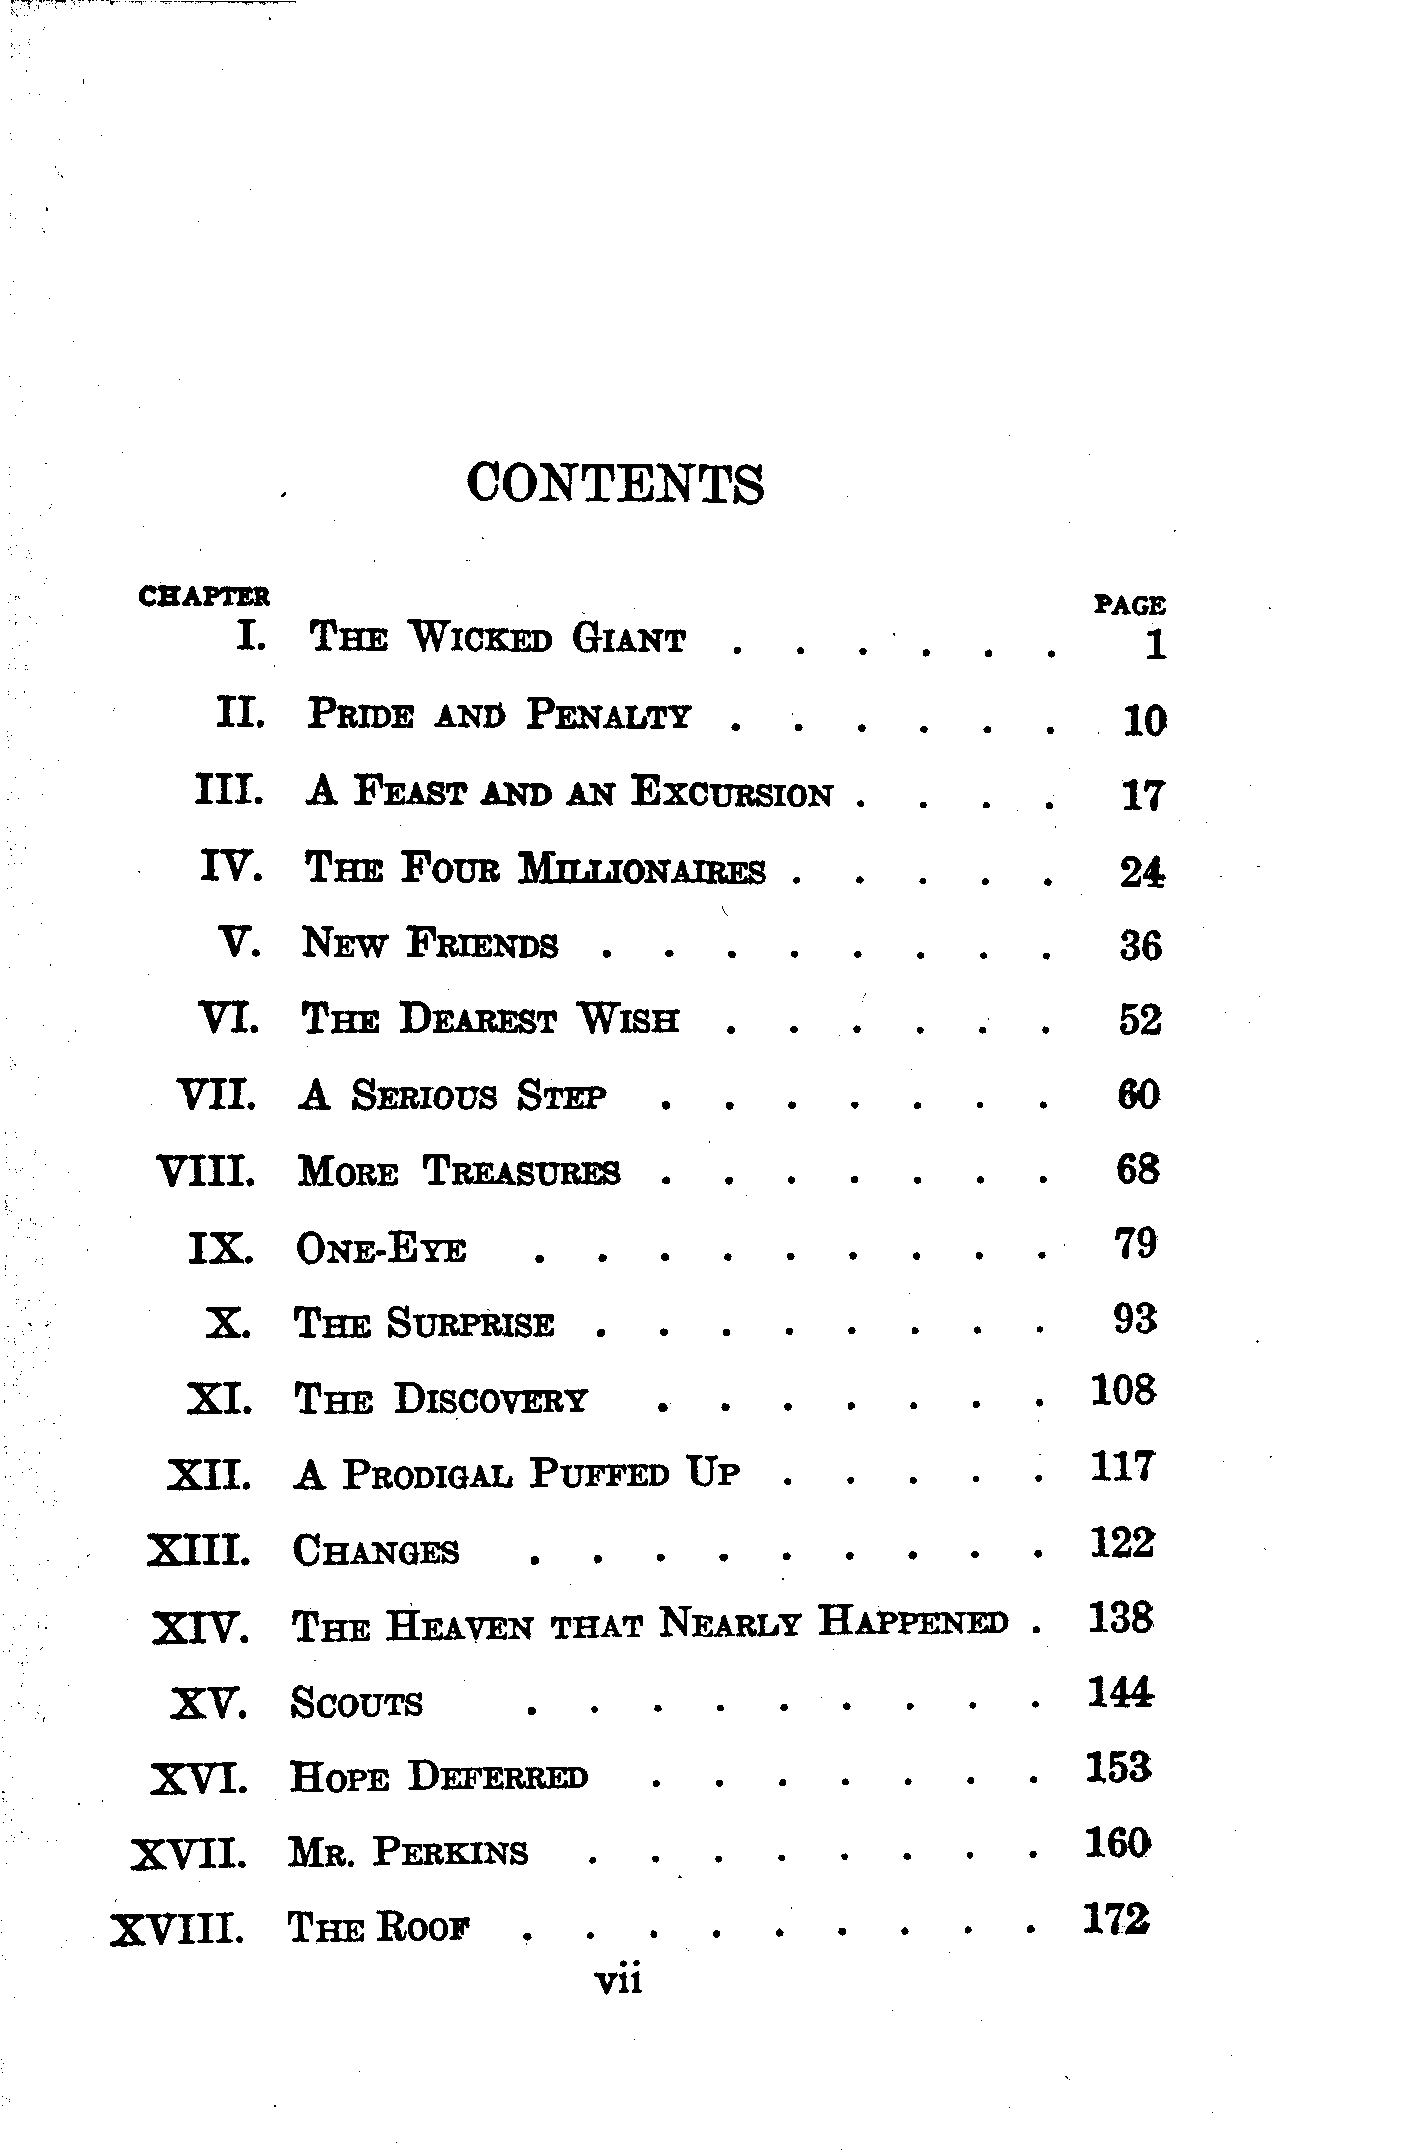 CONTENTS
CHAPTER PAGE
I. THE WICKED GIANT . . . . . . 1
II. PRIDE AND PENALTY . . . . . . 10
III. A FEAST AND AN EXCURSION . . . . 17
IV. THE FOUR MILLIONAIRES . . . . . 24
V. NEW FRIENDS . . . . . . . . 36
VI. THE DEAREST WISH . . . . . . 52
VII. A SERIOUS STEP . . . . . . . 60
VIII. MORE TREASURES . . . . . . . 68
IX. ONE-EYE . . . . . . . . . 79
X. THE SURPRISE . . . . . . . . 93
XI. THE DISCOVERY . . . . . . . 108
XII. A PRODIGAL PUFFED UP . . . . . 117
XIII. CHANGES . . . . . . . . . 122
XIV. THE HEAVEN THAT NEARLY HAPPENED . 138
XV. SCOUTS . . . . . . . . . 144
XVI. HOPE DEFERRED . . . . . . . 153
XVII. MR. PERKINS . . . . . . . . 160
XVIII. THE ROOF . . . . . . . . . 172
vii